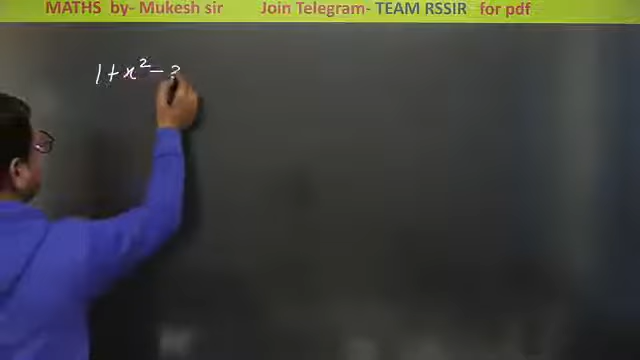 MATHS by- Mukesh sir Join Telegram- TEAM RSSIR for pdf
1 + x² -